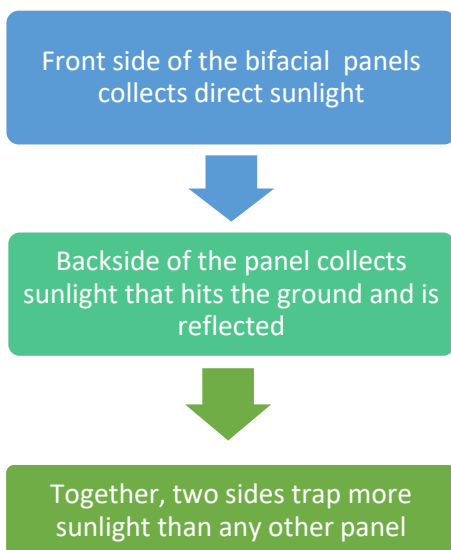 Front side of the bifacial panels
collects direct sunlight
Backside of the panel collects
sunlight that hits the ground and is
reflected
Together, two sides trap more
sunlight than any other panel